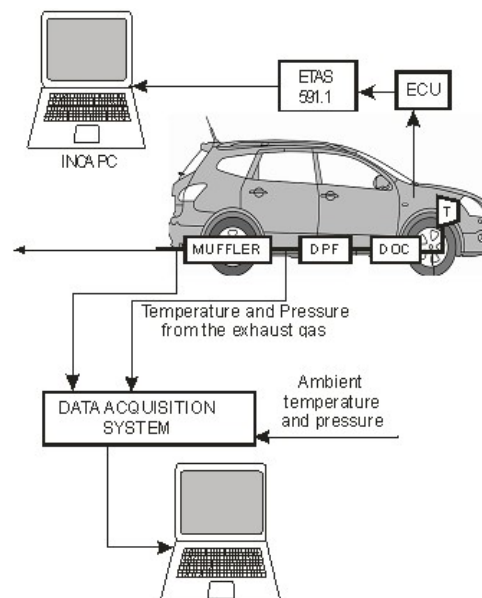 ETAS
591.1
ECU
INCA PC
T
MUFFLER
DPF
DOC
Temperature and Pressure
from the exhaust gas
Ambient
temperature
and pressure
DATA ACQUISITION
SYSTEM